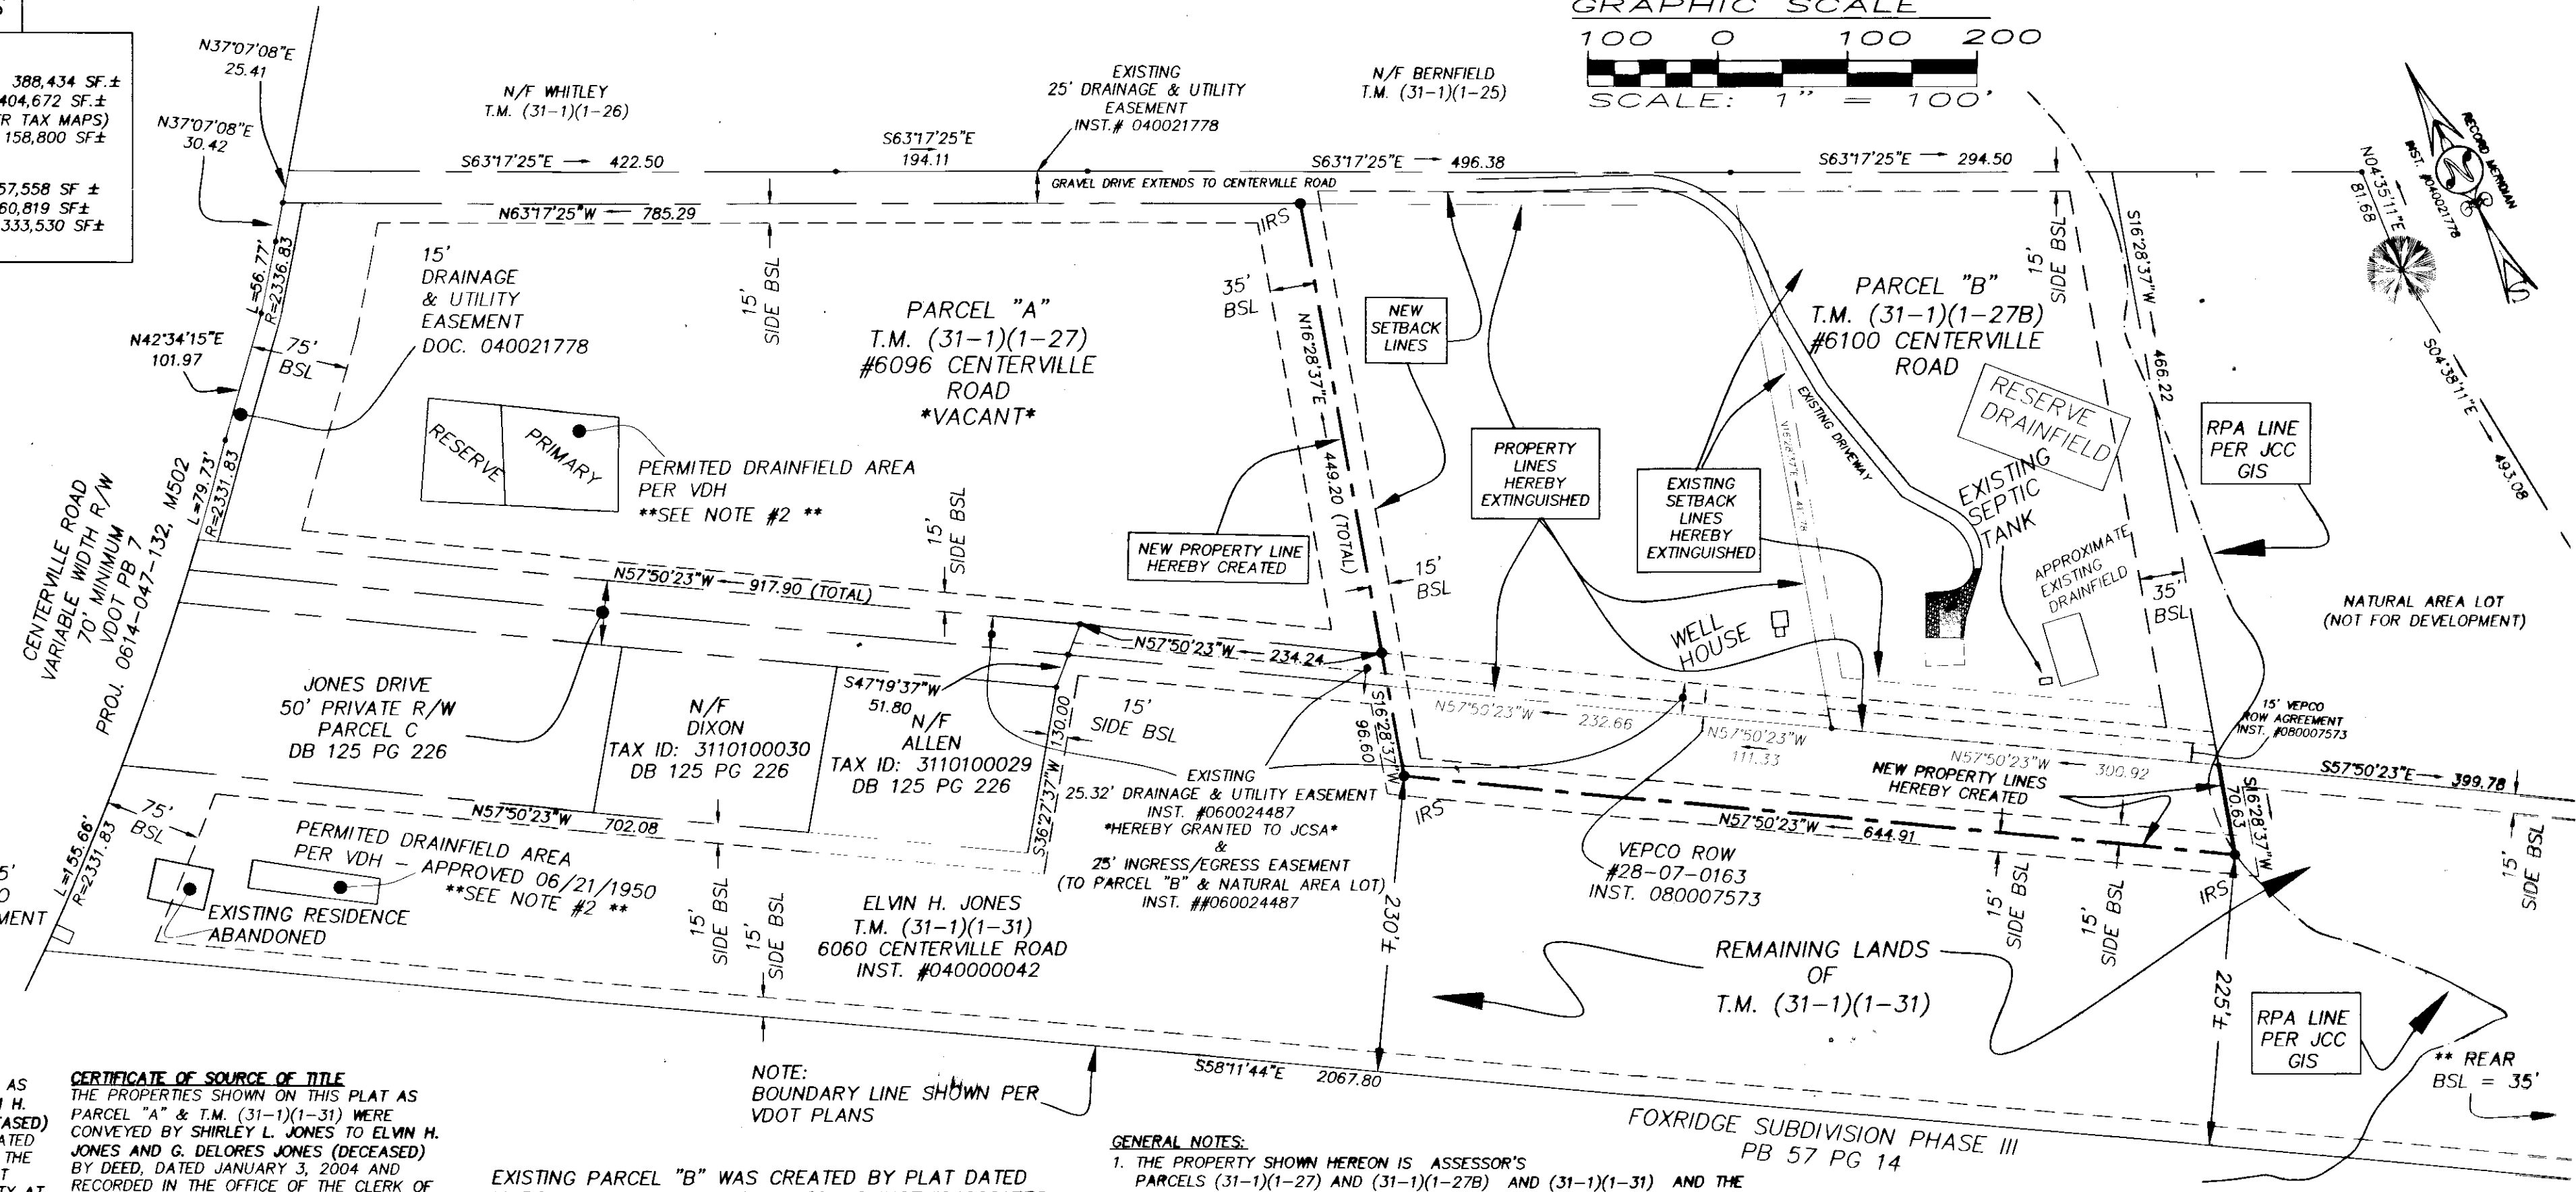 GRAPHIC SCALE
100 0 100 200
SCALE: 1" = 100'
388,434 SF.±
404,672 SF.±
TAX MAPS)
158,800 SF±
57,558 SF ±
60,819 SF±
333,530 SF±
N37°07'08"E
25.41
N37°07'08"E
30.42
N/F WHITLEY
T.M. (31-1)(1-26)
EXISTING
25' DRAINAGE & UTILITY
EASEMENT
INST.# 040021778
N/F BERNFIELD
T.M. (31-1)(1-25)
S63°17'25"E 422.50
S63°17'25"E
194.11
S63°17'25"E 496.38
S63°17'25"E 294.50
GRAVEL DRIVE EXTENDS TO CENTERVILLE ROAD
N63°17'25"W 785.29
IRS
RECORD MERIDIAN
INST. #040021778
N04°35'11"E
81.68
S04°38'11"E 493.08
S16°28'37"W 466.22
L=56.77'
R=2336.83
N42°34'15"E
101.97
75'
BSL
15'
DRAINAGE
& UTILITY
EASEMENT
DOC. 040021778
15'
SIDE BSL
35'
BSL
PARCEL "A"
T.M. (31-1)(1-27)
#6096 CENTERVILLE
ROAD
*VACANT*
N16°28'37"E 449.20 (TOTAL)
NEW
SETBACK
LINES
PARCEL "B"
T.M. (31-1)(1-27B)
#6100 CENTERVILLE
ROAD
15'
SIDE BSL
EXISTING DRIVEWAY
RESERVE
DRAINFIELD
RPA LINE
PER JCC
GIS
RESERVE
PRIMARY
PERMITED DRAINFIELD AREA
PER VDH
**SEE NOTE #2 **
PROPERTY
LINES
HEREBY
EXTINGUISHED
EXISTING
SETBACK
LINES
HEREBY
EXTINGUISHED
EXISTING
SEPTIC
TANK
APPROXIMATE
EXISTING
DRAINFIELD
35'
BSL
NATURAL AREA LOT
(NOT FOR DEVELOPMENT)
L=79.73'
R=2331.83
CENTERVILLE ROAD
VARIABLE WIDTH R/W
70' MINIMUM
VDOT PB 7
PROJ. 0614-047-132, M502
NEW PROPERTY LINE
HEREBY CREATED
15'
SIDE BSL
15'
BSL
WELL
HOUSE
N57°50'23"W 917.90 (TOTAL)
N57°50'23"W 234.24
S47°19'37"W
51.80
JONES DRIVE
50' PRIVATE R/W
PARCEL C
DB 125 PG 226
N/F
DIXON
TAX ID: 3110100030
DB 125 PG 226
N/F
ALLEN
TAX ID: 3110100029
DB 125 PG 226
S36°27'37"W 130.00
15'
SIDE BSL
S16°28'37"W
96.60
N57°50'23"W 232.66
N57°50'23"W
111.33
N57°50'23"W 300.92
15' VEPCO
ROW AGREEMENT
INST. #080007573
S57°50'23"E 399.78
NEW PROPERTY LINES
HEREBY CREATED
S16°28'37"W
70.63
EXISTING
25.32' DRAINAGE & UTILITY EASEMENT
INST. #060024487
*HEREBY GRANTED TO JCSA*
&
25' INGRESS/EGRESS EASEMENT
(TO PARCEL "B" & NATURAL AREA LOT)
INST. ##060024487
IRS
N57°50'23"W 644.91
VEPCO ROW
#28-07-0163
INST. 080007573
15'
SIDE BSL
15'
SIDE BSL
IRS
15'
SIDE BSL
75'
BSL
L=155.66'
R=2331.83
N57°50'23"W 702.08
PERMITED DRAINFIELD AREA
PER VDH - APPROVED 06/21/1950
**SEE NOTE #2 **
EXISTING RESIDENCE
ABANDONED
15'
SIDE BSL
15'
SIDE BSL
ELVIN H. JONES
T.M. (31-1)(1-31)
6060 CENTERVILLE ROAD
INST. #040000042
230'±
REMAINING LANDS
OF
T.M. (31-1)(1-31)
225'±
RPA LINE
PER JCC
GIS
** REAR
BSL = 35'
S58°11'44"E 2067.80
NOTE:
BOUNDARY LINE SHOWN PER
VDOT PLANS
FOXRIDGE SUBDIVISION PHASE III
PB 57 PG 14
CERTIFICATE OF SOURCE OF TITLE
THE PROPERTIES SHOWN ON THIS PLAT AS
PARCEL "A" & T.M. (31-1)(1-31) WERE
CONVEYED BY SHIRLEY L. JONES TO ELVIN H.
JONES AND G. DELORES JONES (DECEASED)
BY DEED, DATED JANUARY 3, 2004 AND
RECORDED IN THE OFFICE OF THE CLERK OF
EXISTING PARCEL "B" WAS CREATED BY PLAT DATED
GENERAL NOTES:
1. THE PROPERTY SHOWN HEREON IS ASSESSOR'S
PARCELS (31-1)(1-27) AND (31-1)(1-27B) AND (31-1)(1-31) AND THE